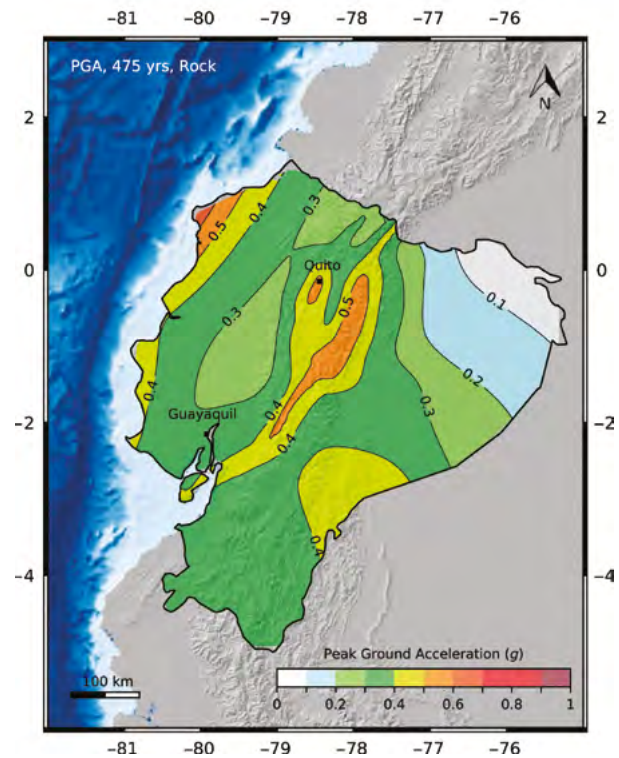 −81 −80 −79 −78 −77 −76
PGA, 475 yrs, Rock
N
2 2
0.4
0.3
0.5
0 Quito 0
0.1
0.5
0.3
0.2
0.4
0.4
0.3
Guayaquil
−2 0.4 −2
0.4
−4 −4
Peak Ground Acceleration (g)
100 km
0 0.2 0.4 0.6 0.8 1
−81 −80 −79 −78 −77 −76